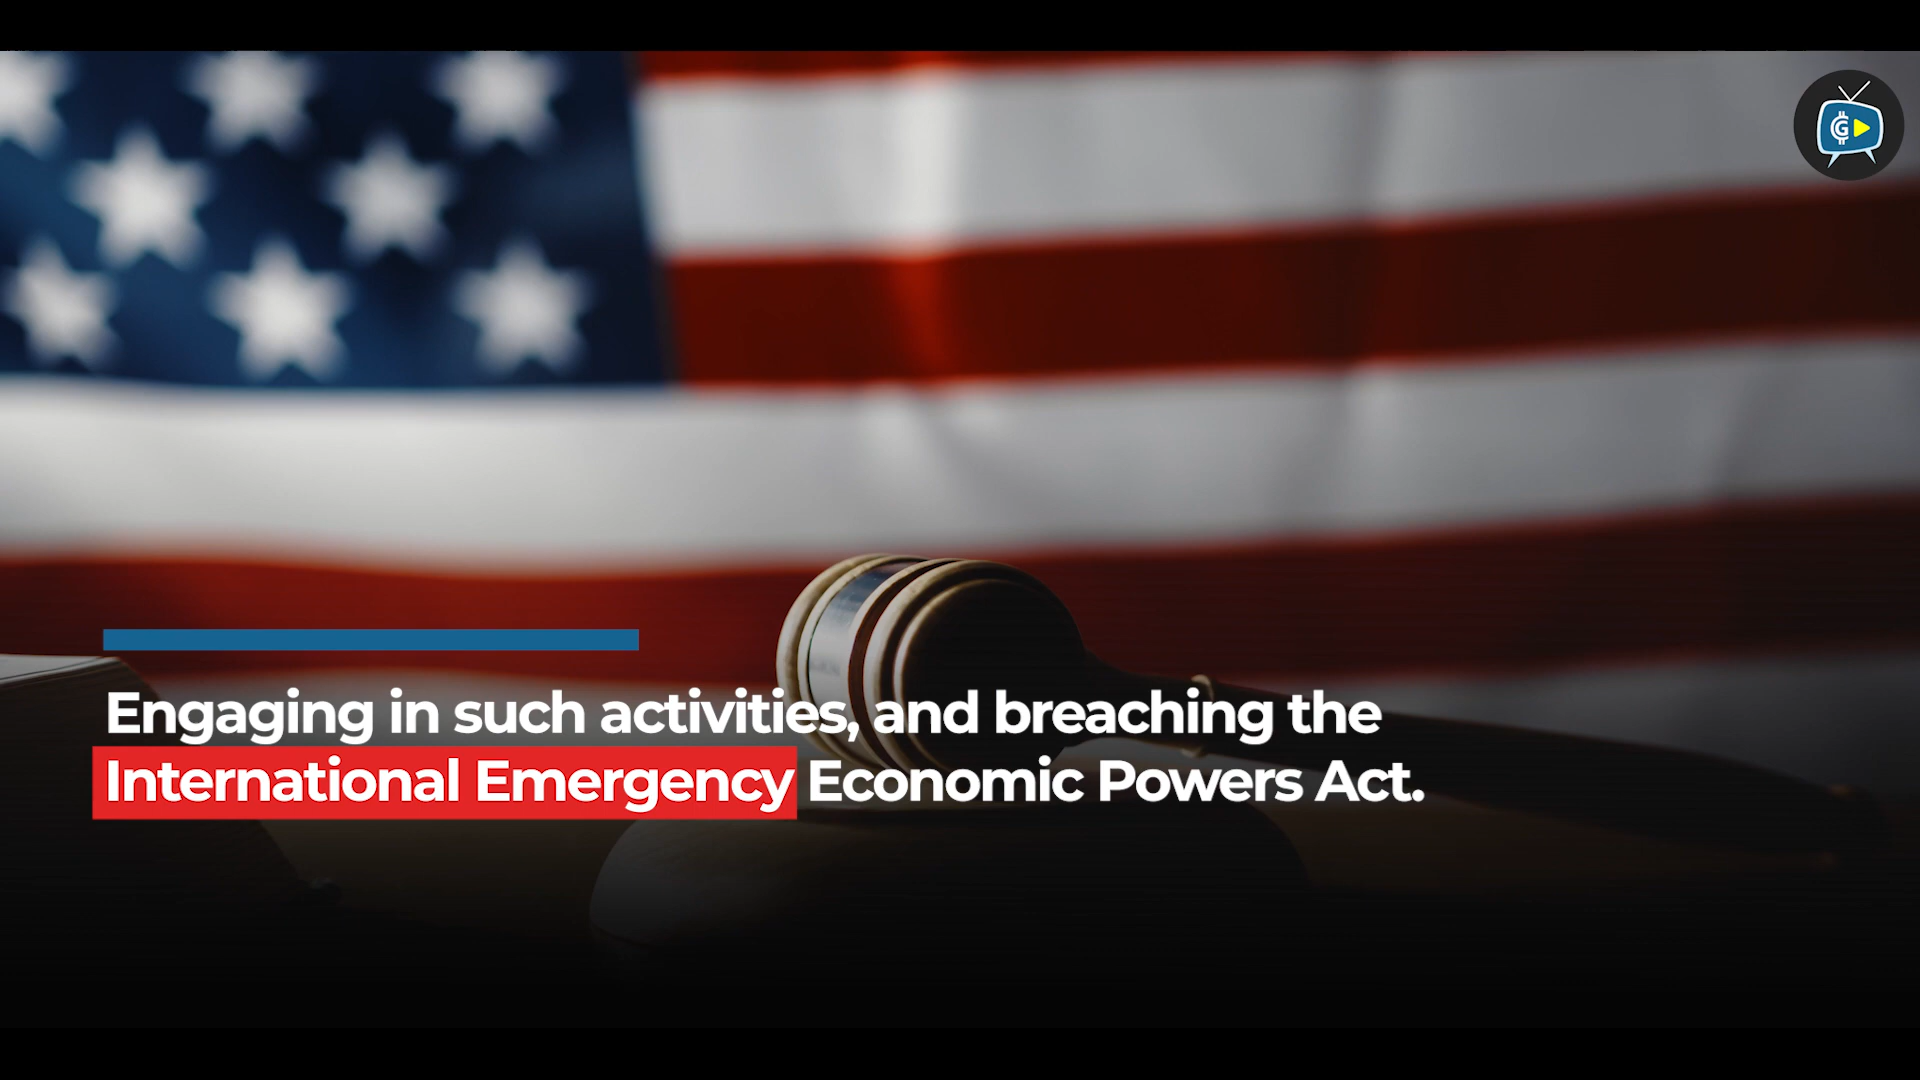 Engaging in such activities, and breaching the
International Emergency Economic Powers Act.